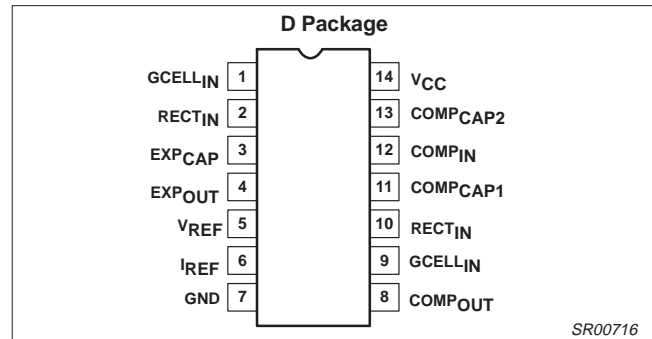 D Package
GCELLIN 1 14 VCC
RECTIN 2 13 COMPCAP2
EXPCAP 3 12 COMPIN
EXPOUT 4 11 COMPCAP1
VREF 5 10 RECTIN
IREF 6 9 GCELLIN
GND 7 8 COMPOUT
SR00716